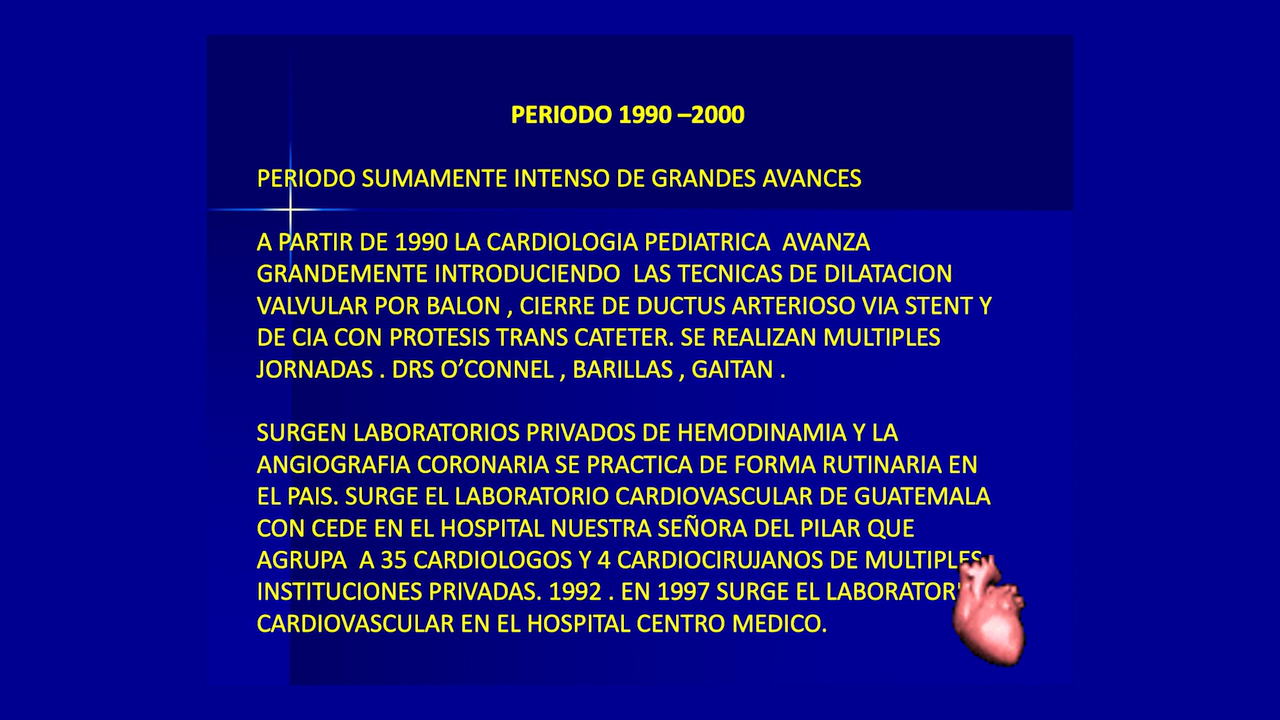 PERIODO 1990 –2000
PERIODO SUMAMENTE INTENSO DE GRANDES AVANCES
A PARTIR DE 1990 LA CARDIOLOGIA PEDIATRICA AVANZA
GRANDEMENTE INTRODUCIENDO LAS TECNICAS DE DILATACION
VALVULAR POR BALON , CIERRE DE DUCTUS ARTERIOSO VIA STENT Y
DE CIA CON PROTESIS TRANS CATETER. SE REALIZAN MULTIPLES
JORNADAS . DRS O’CONNEL , BARILLAS , GAITAN .
SURGEN LABORATORIOS PRIVADOS DE HEMODINAMIA Y LA
ANGIOGRAFIA CORONARIA SE PRACTICA DE FORMA RUTINARIA EN
EL PAIS. SURGE EL LABORATORIO CARDIOVASCULAR DE GUATEMALA
CON CEDE EN EL HOSPITAL NUESTRA SEÑORA DEL PILAR QUE
AGRUPA A 35 CARDIOLOGOS Y 4 CARDIOCIRUJANOS DE MULTIPLES
INSTITUCIONES PRIVADAS. 1992 . EN 1997 SURGE EL LABORATOR
CARDIOVASCULAR EN EL HOSPITAL CENTRO MEDICO.